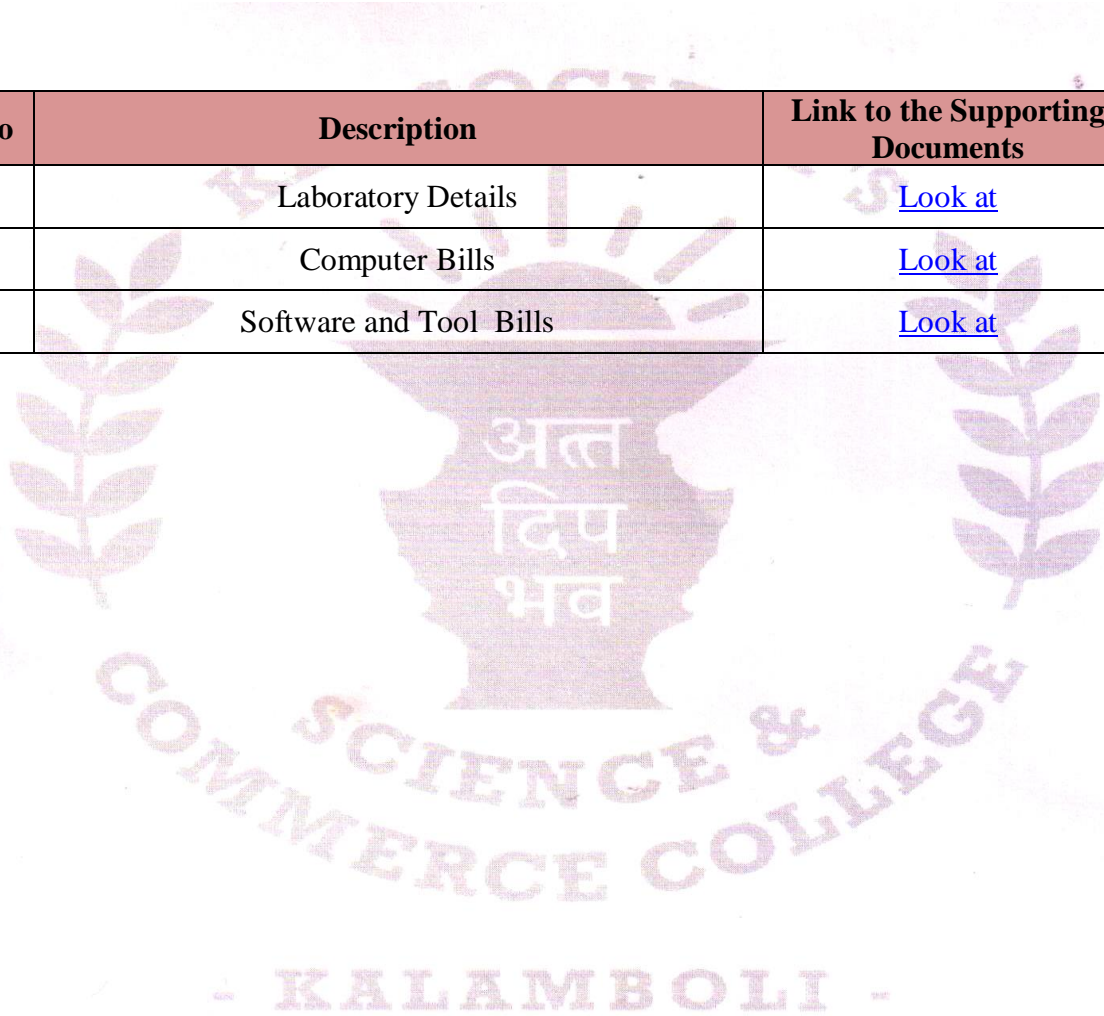 o Description Link to the Supporting
Documents
Laboratory Details Look at
Computer Bills Look at
Software and Tool Bills Look at
अत्त
दिप
भव
SCIENCE &
COMMERCE COLLEGE
- KALAMBOLI -